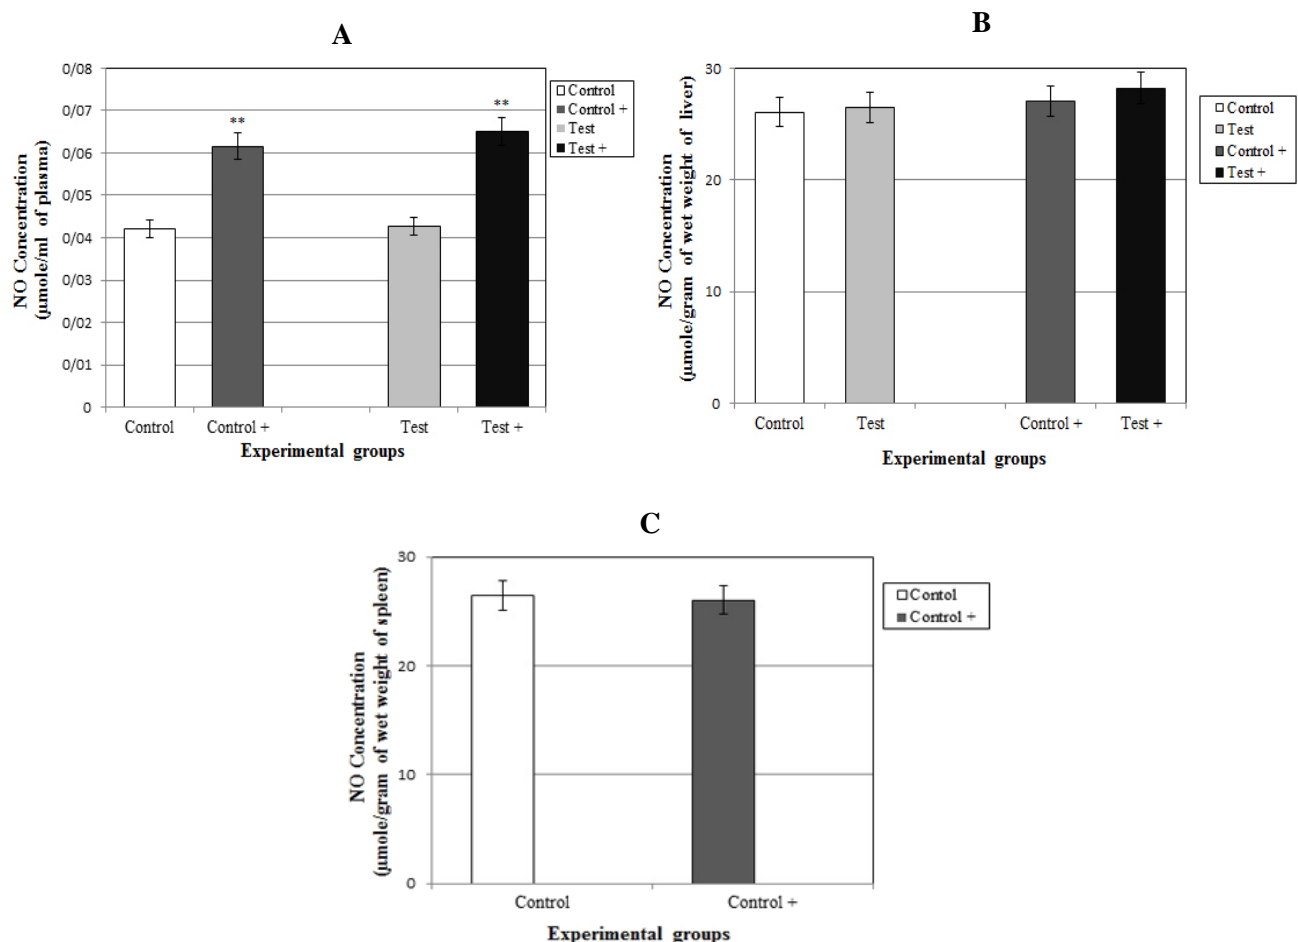 A
0/08
0/07
0/06
0/05
0/04
0/03
0/02
0/01
0
NO Concentration
(µmole/ml of plasma)
**
**
Control
Control +
Test
Test +
Experimental groups
Control
Control +
Test
Test +
B
30
20
10
0
NO Concentration
(µmole/gram of wet weight of liver)
Control
Test
Control +
Test +
Experimental groups
Control
Test
Control +
Test +
C
30
20
10
0
NO Concentration
(µmole/gram of wet weight of spleen)
Control
Control +
Experimental groups
Contol
Control +